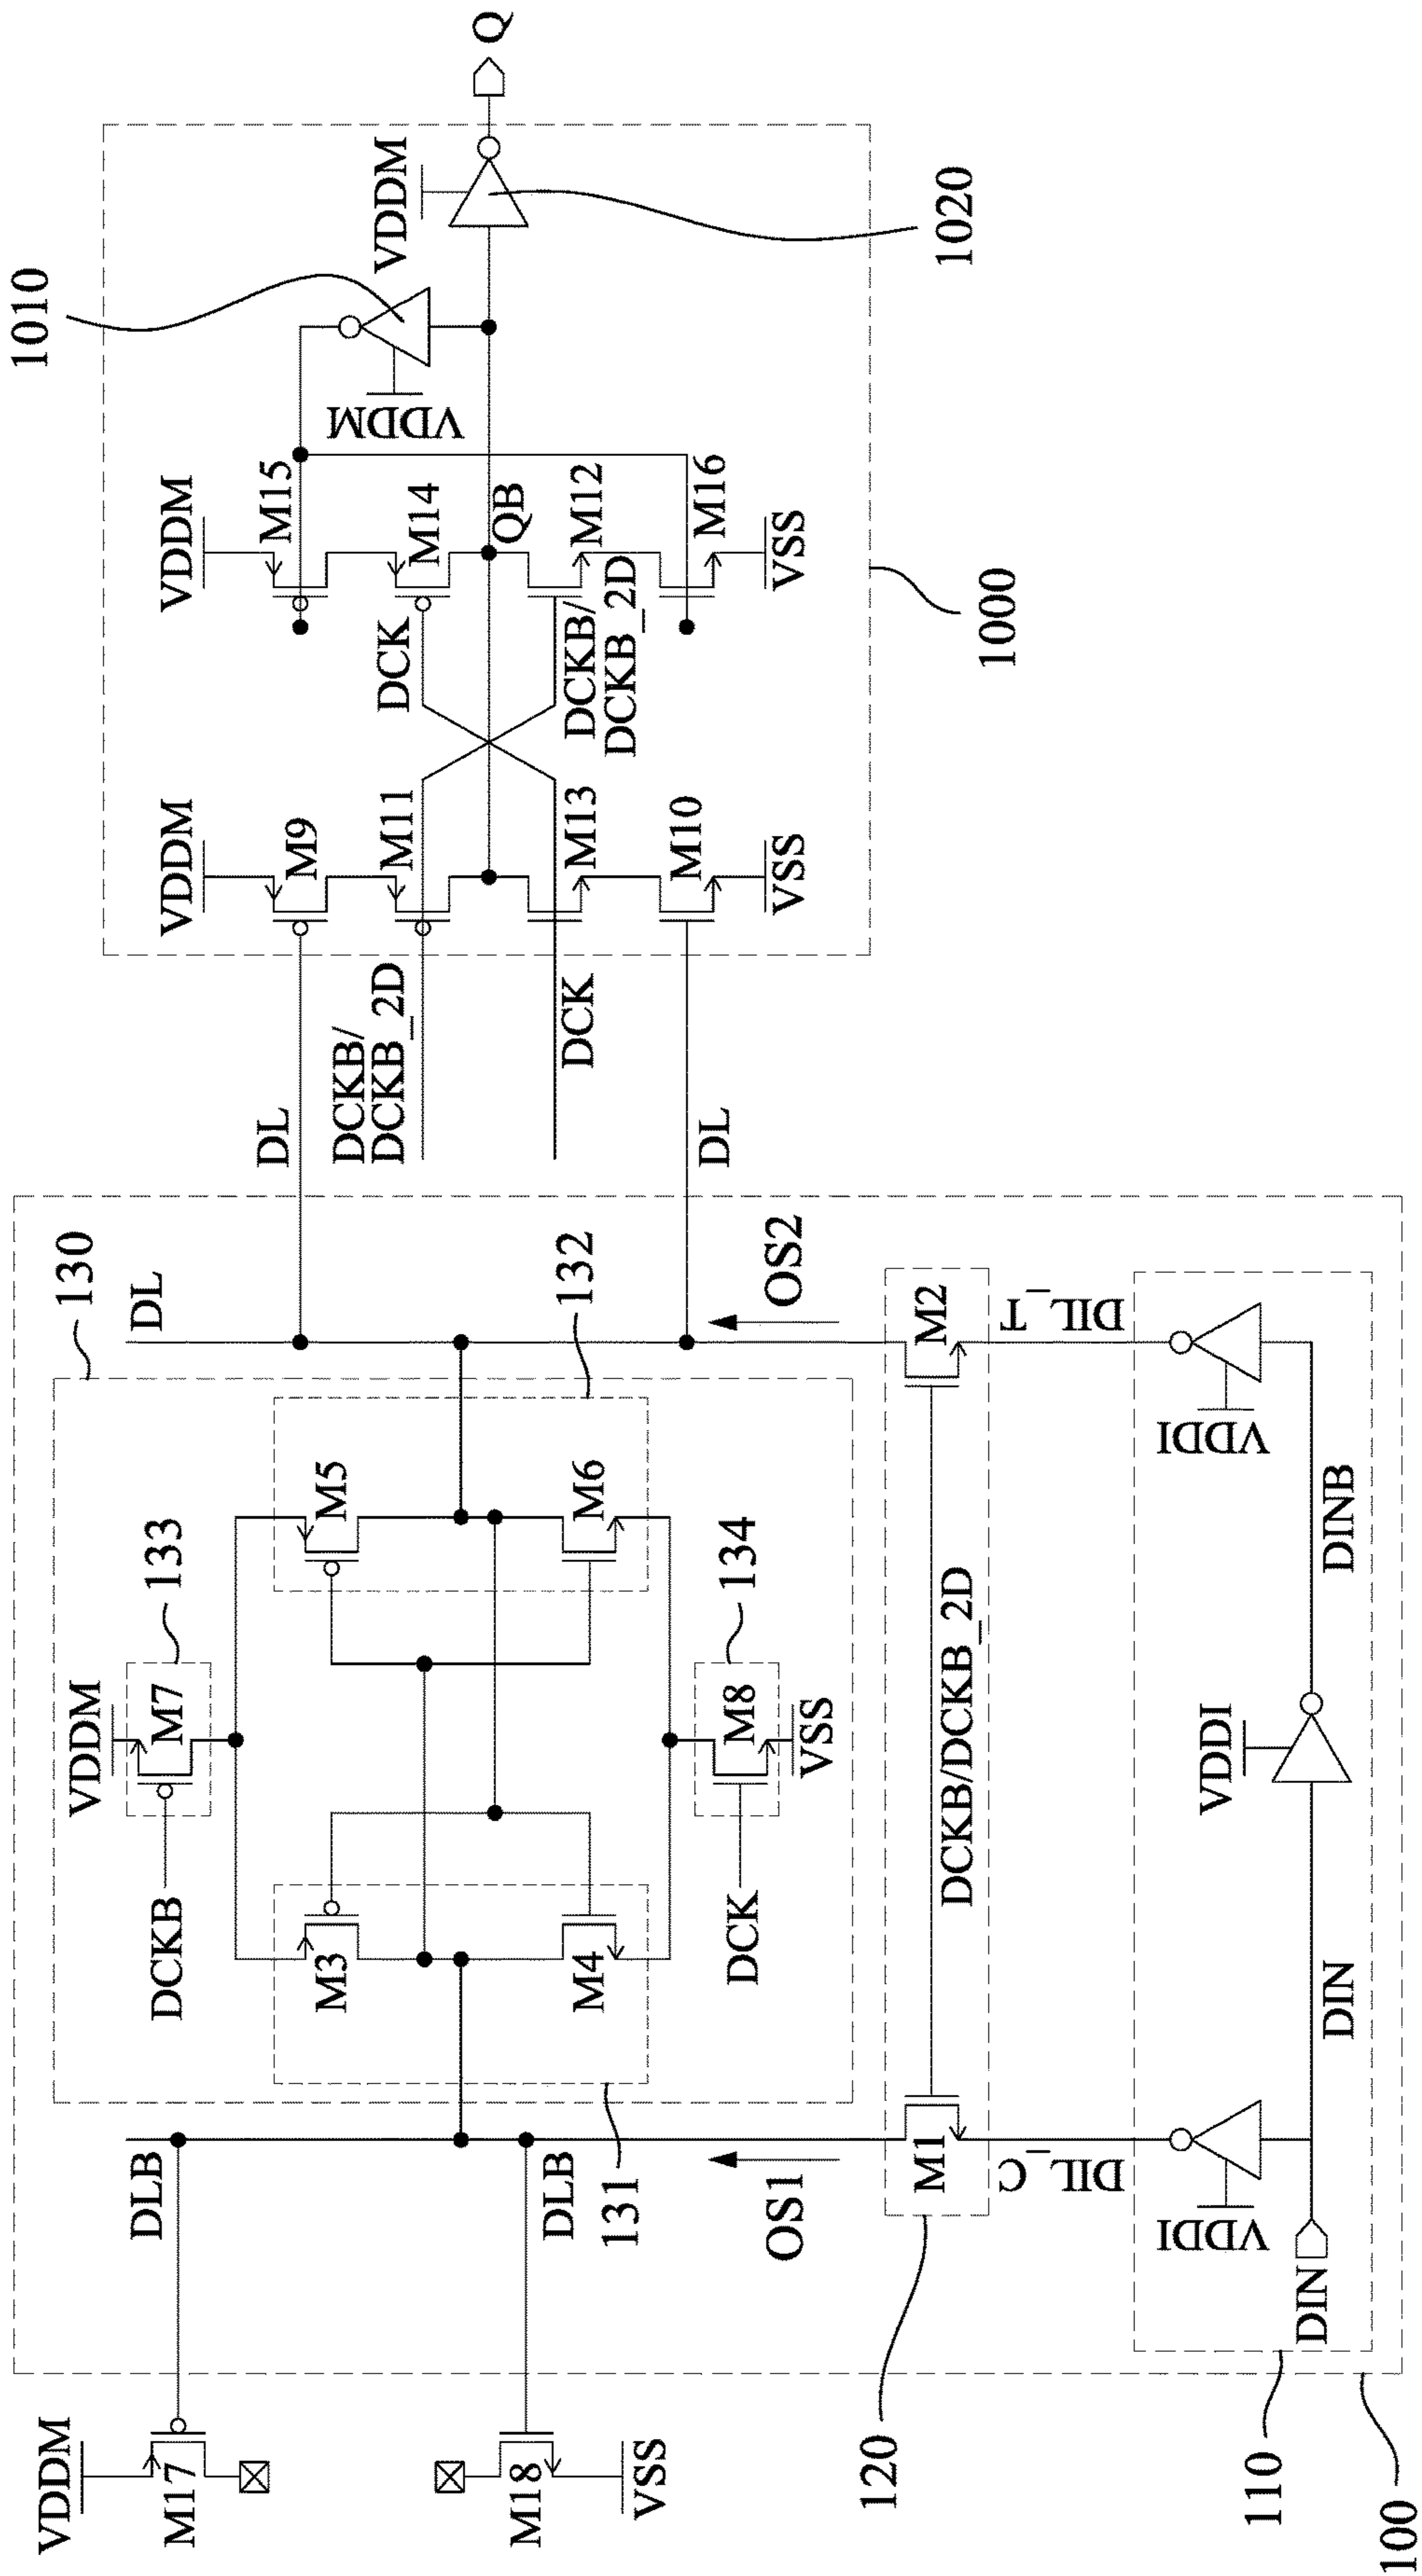 1010
VDDM
Q
1020
VDDM
VDDM
M15
M14
QB
M12
M16
VSS
DCK
DCKB/
DCKB_2D
1000
VDDM
M9
M11
M13
M10
VSS
DL
DCKB/
DCKB_2D
DCK
DL
130
DL
132
OS2
133
M5
M6
134
VDDM
M7
M8
VSS
DCKB
DCK
M3
M4
131
M2
DIL_T
VDDI
DCKB/DCKB_2D
DINB
VDDI
DIN
DLB
DLB
OS1
M1
DIL_C
VDDI
DIN
120
110
100
VDDM
M17
M18
VSS